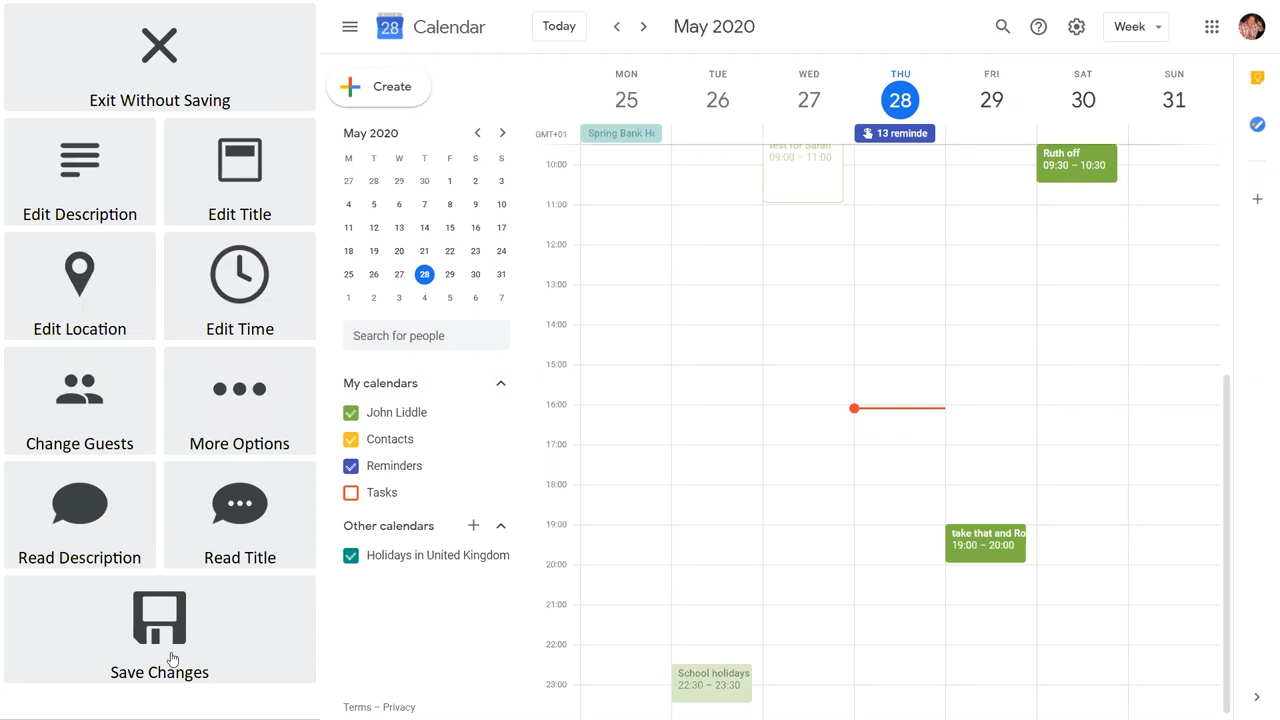 Exit Without Saving
Edit Description
Edit Title
Edit Location
Edit Time
Change Guests
More Options
Read Description
Read Title
Save Changes
28 Calendar
Today
May 2020
Week
Create
May 2020
M T W T F S S
27 28 29 30 1 2 3
4 5 6 7 8 9 10
11 12 13 14 15 16 17
18 19 20 21 22 23 24
25 26 27 28 29 30 31
1 2 3 4 5 6 7
Search for people
My calendars
John Liddle
Contacts
Reminders
Tasks
Other calendars
Holidays in United Kingdom
Terms – Privacy
MON TUE WED THU FRI SAT SUN
25 26 27 28 29 30 31
GMT+01
Spring Bank Ho
13 reminde
10:00
11:00
12:00
13:00
14:00
15:00
16:00
17:00
18:00
19:00
20:00
21:00
22:00
23:00
School holidays
22:30 – 23:30
test for Sarah
09:00 – 11:00
take that and Ro
19:00 – 20:00
Ruth off
09:30 – 10:30